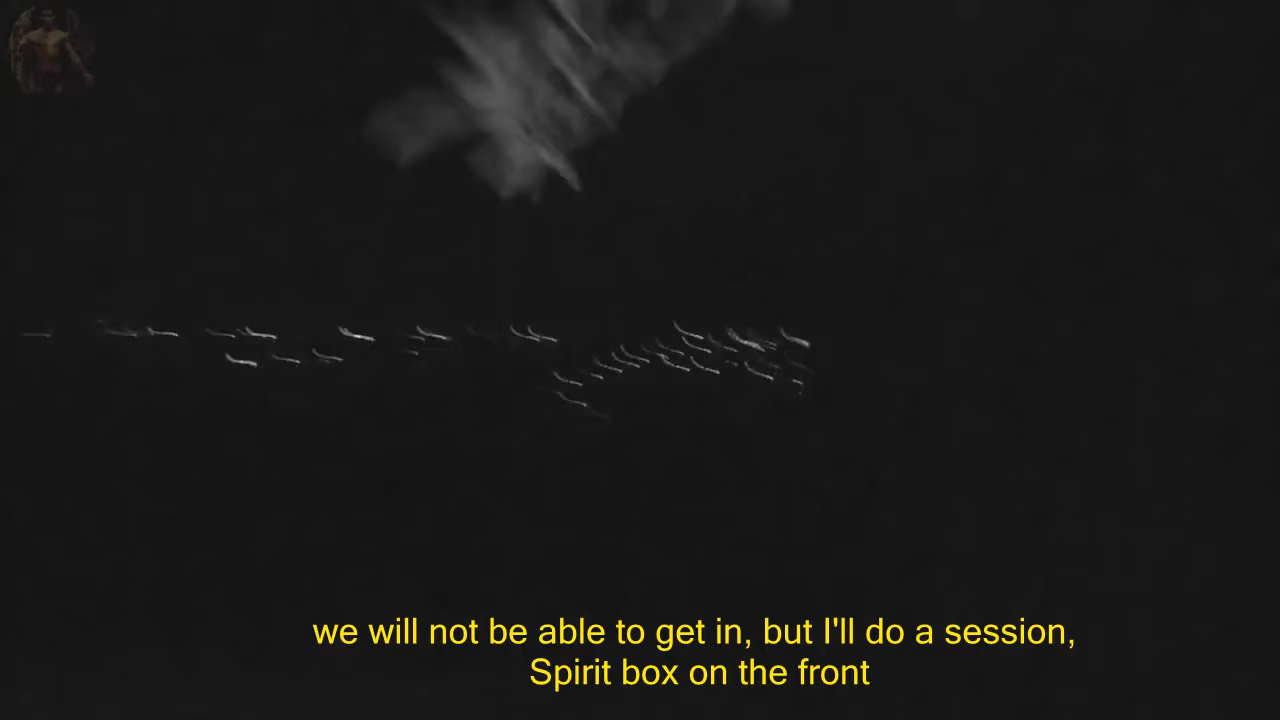 we will not be able to get in, but I'll do a session,
Spirit box on the front